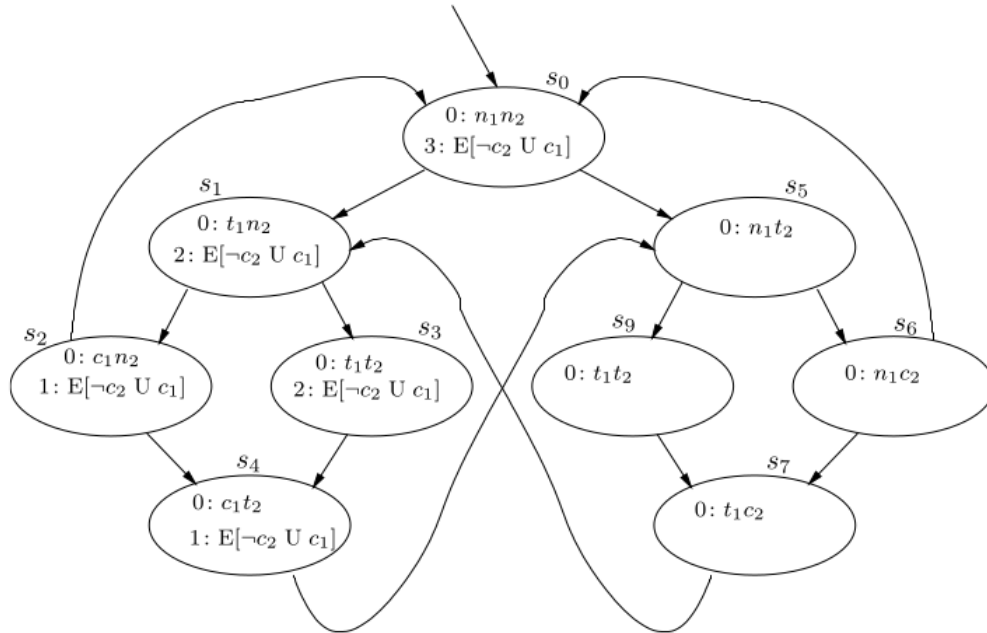 s₀
0: n₁n₂
3: E[¬c₂ U c₁]
s₁
0: t₁n₂
2: E[¬c₂ U c₁]
s₅
0: n₁t₂
s₂
0: c₁n₂
1: E[¬c₂ U c₁]
s₃
0: t₁t₂
2: E[¬c₂ U c₁]
s₉
0: t₁t₂
s₆
0: n₁c₂
s₄
0: c₁t₂
1: E[¬c₂ U c₁]
s₇
0: t₁c₂